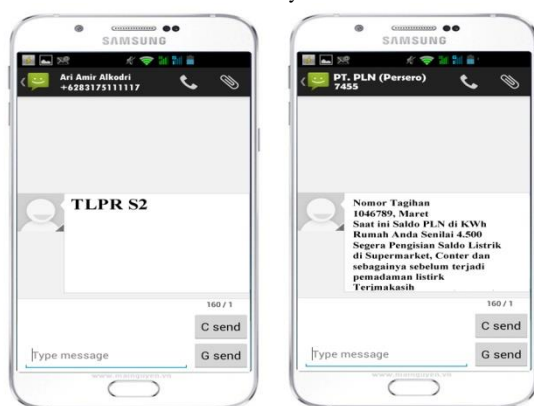 SAMSUNG
Ari Amir Alkodri
+6283175111117
TLPR S2
160 / 1
C send
Type message
G send
SAMSUNG
PT. PLN (Persero)
7455
Nomor Tagihan
1046789, Maret
Saat ini Saldo PLN di KWh
Rumah Anda Senilai 4.500
Segera Pengisian Saldo Listrik
di Supermarket, Conter dan
sebagainya sebelum terjadi
pemadaman listirk
Terimakasih
160 / 1
C send
Type message
G send